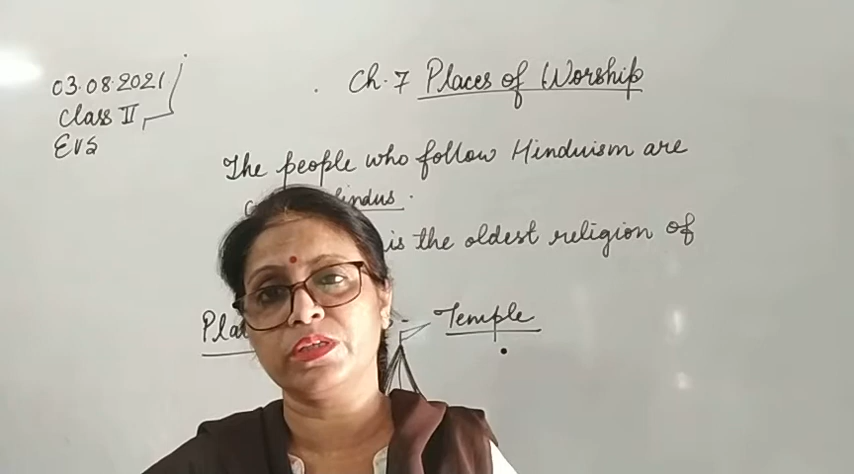 03.08.2021
Class II
EVS
Ch.7 Places of Worship
The people who follow Hinduism are
Hindus.
is the oldest religion of
Temple